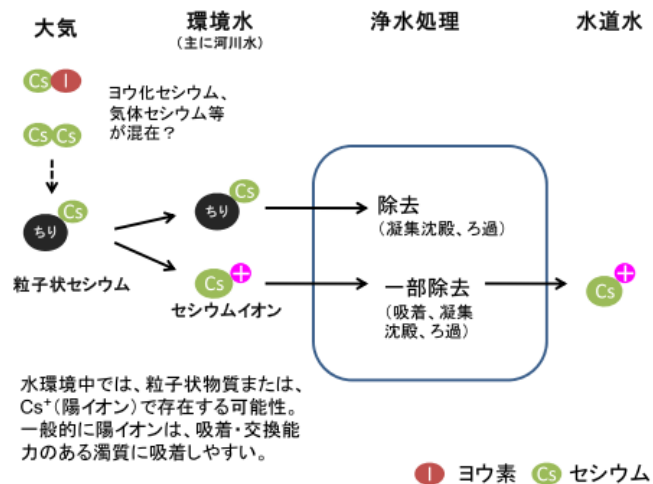 大気
環境水
(主に河川水)
浄水処理
水道水
Cs I
Cs Cs
ヨウ化セシウム、
気体セシウム等
が混在？
Cs
ちり
粒子状セシウム
Cs
ちり
Cs +
セシウムイオン
除去
(凝集沈殿、ろ過)
一部除去
(吸着、凝集
沈殿、ろ過)
Cs +
水環境中では、粒子状物質または、
Cs⁺(陽イオン)で存在する可能性。
一般的に陽イオンは、吸着・交換能
力のある濁質に吸着しやすい。
I ヨウ素 Cs セシウム